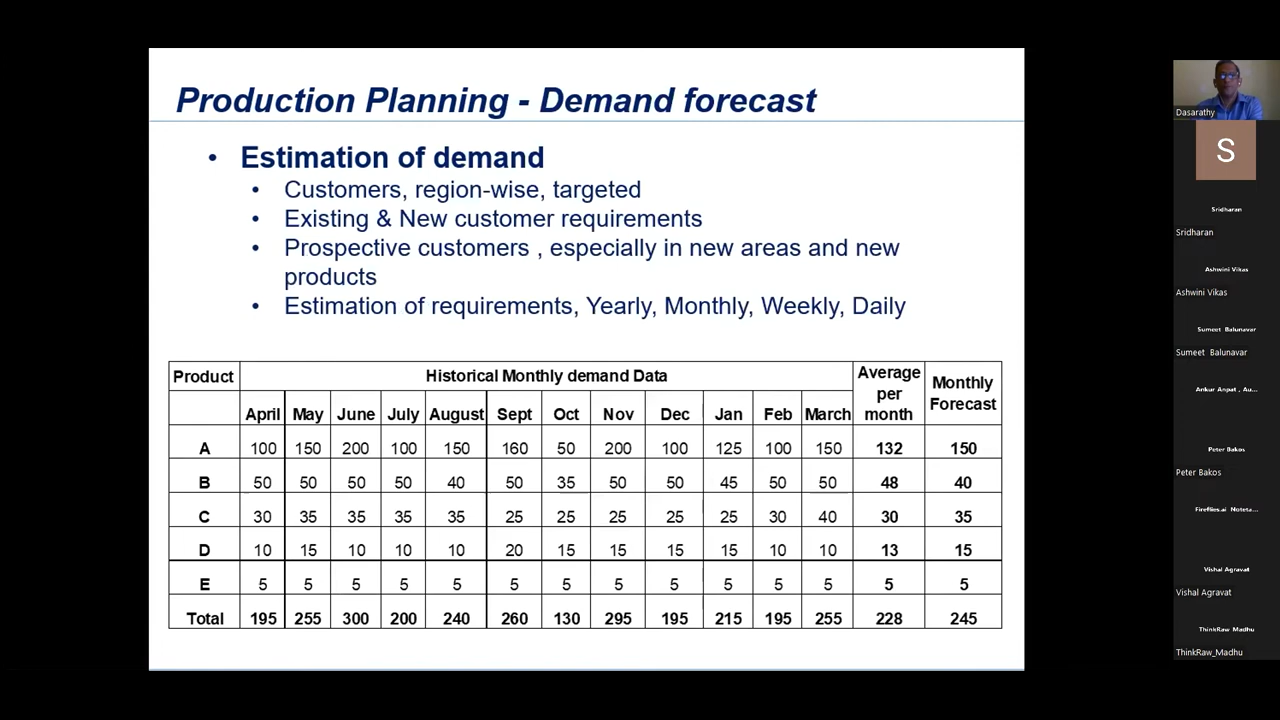 Production Planning - Demand forecast
• Estimation of demand
• Customers, region-wise, targeted
• Existing & New customer requirements
• Prospective customers , especially in new areas and new
products
• Estimation of requirements, Yearly, Monthly, Weekly, Daily
Product Historical Monthly demand Data Average per month Monthly Forecast
April May June July August Sept Oct Nov Dec Jan Feb March
A 100 150 200 100 150 160 50 200 100 125 100 150 132 150
B 50 50 50 50 40 50 35 50 50 45 50 50 48 40
C 30 35 35 35 35 25 25 25 25 25 30 40 30 35
D 10 15 10 10 10 20 15 15 15 15 10 10 13 15
E 5 5 5 5 5 5 5 5 5 5 5 5 5 5
Total 195 255 300 200 240 260 130 295 195 215 195 255 228 245
Dasarathy
S
Sridharan
Sridharan
Ashwini Vikas
Ashwini Vikas
Sumeet Balunavar
Sumeet Balunavar
Ankur Anpat , Au...
Peter Bakos
Peter Bakos
Fireflies.ai Noteta...
Vishal Agravat
Vishal Agravat
ThinkRaw_Madhu
ThinkRaw_Madhu